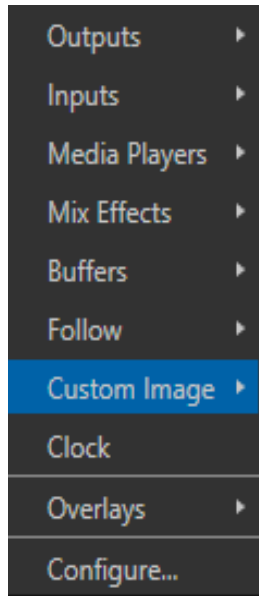 Outputs
Inputs
Media Players
Mix Effects
Buffers
Follow
Custom Image
Clock
Overlays
Configure...